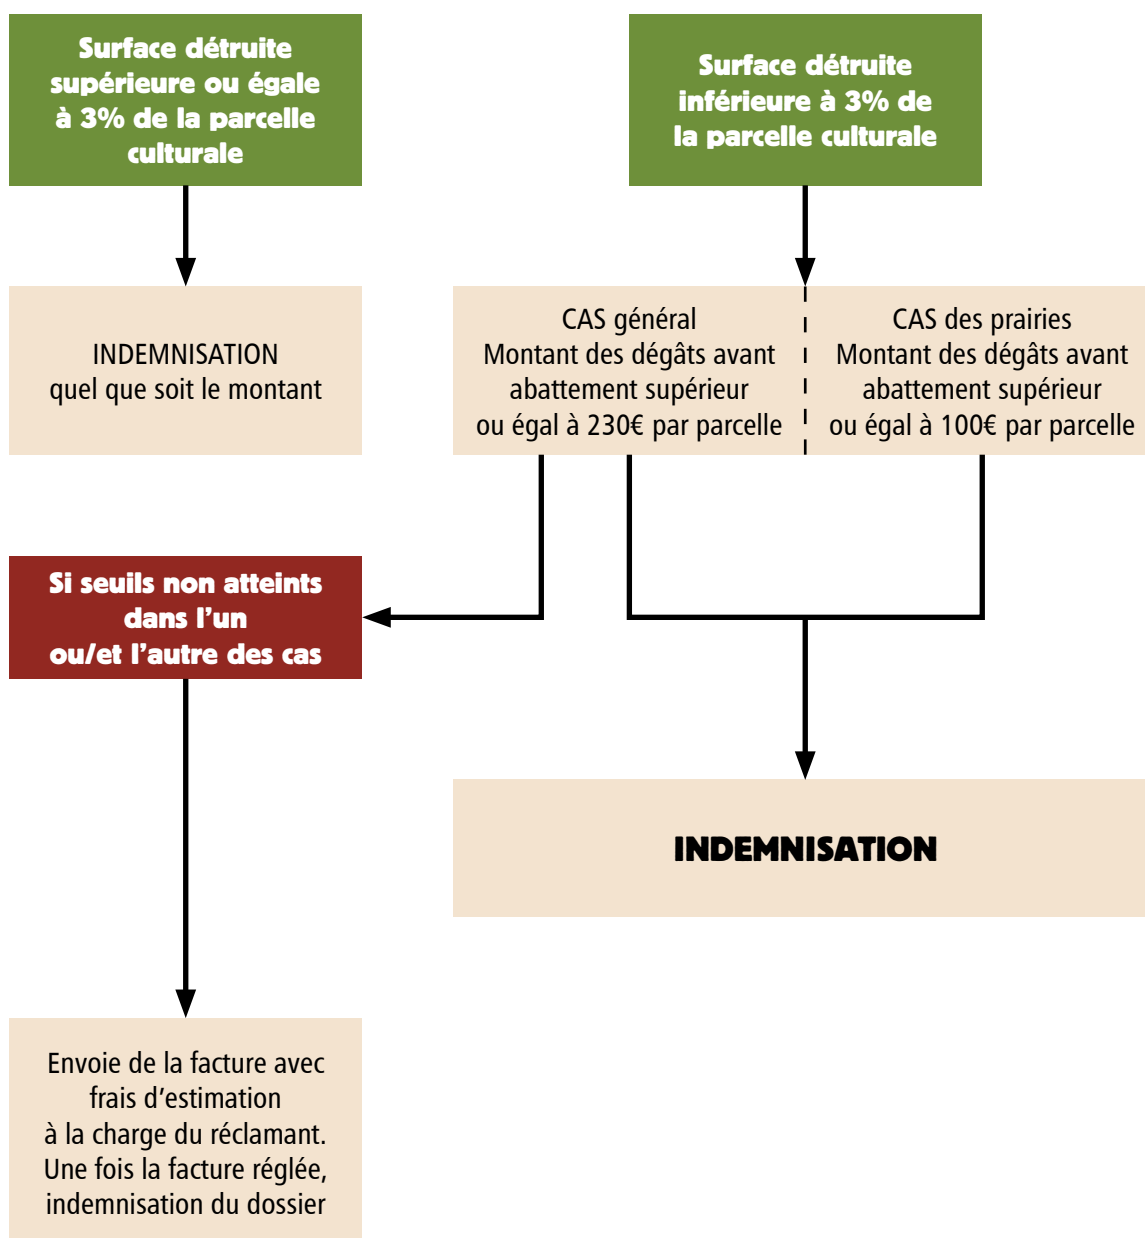 Surface détruite
supérieure ou égale
à 3% de la parcelle
culturale
Surface détruite
inférieure à 3% de
la parcelle culturale
INDEMNISATION
quel que soit le montant
CAS général
Montant des dégâts avant
abattement supérieur
ou égal à 230€ par parcelle
CAS des prairies
Montant des dégâts avant
abattement supérieur
ou égal à 100€ par parcelle
Si seuils non atteints
dans l’un
ou/et l’autre des cas
INDEMNISATION
Envoie de la facture avec
frais d’estimation
à la charge du réclamant.
Une fois la facture réglée,
indemnisation du dossier